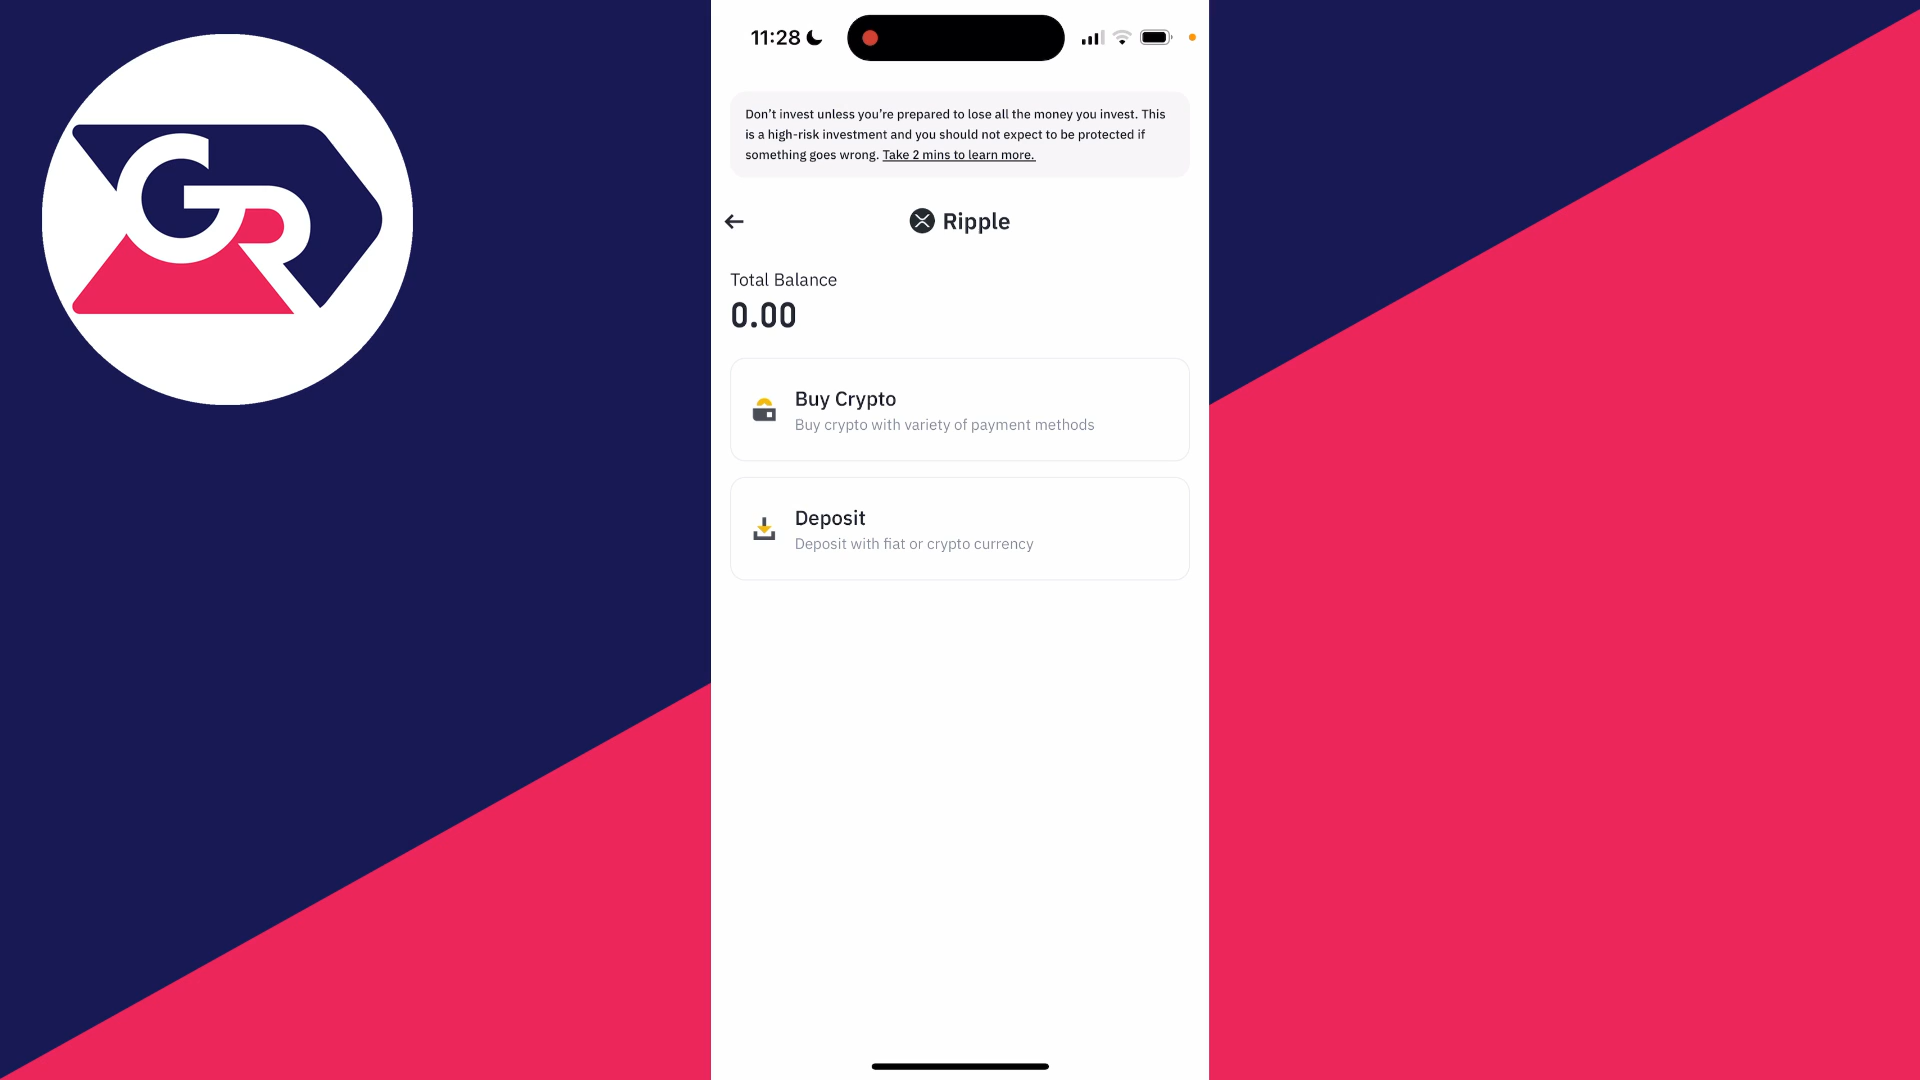 GR
11:28
Don't invest unless you're prepared to lose all the money you invest. This
is a high-risk investment and you should not expect to be protected if
something goes wrong. Take 2 mins to learn more.
Ripple
Total Balance
0.00
Buy Crypto
Buy crypto with variety of payment methods
Deposit
Deposit with fiat or crypto currency